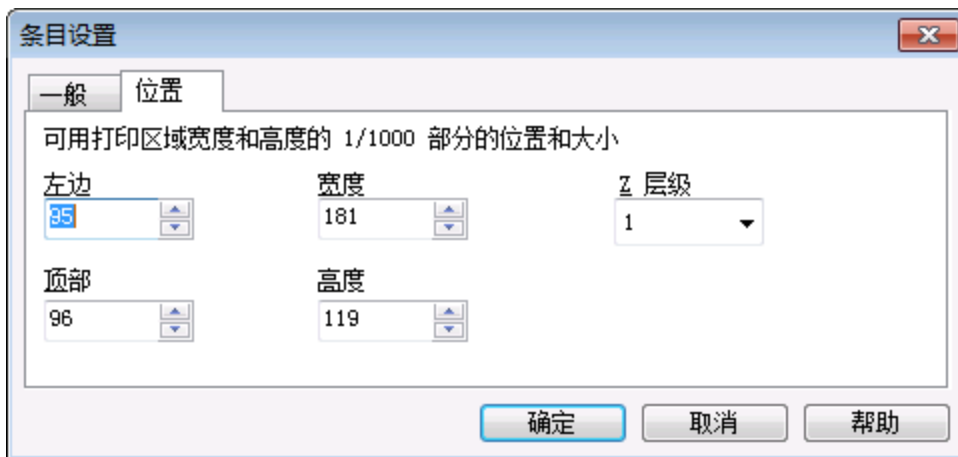 条目设置
一般 位置
可用打印区域宽度和高度的 1/1000 部分的位置和大小
左边 宽度 Z 层级
95 181 1
顶部 高度
96 119
确定 取消 帮助